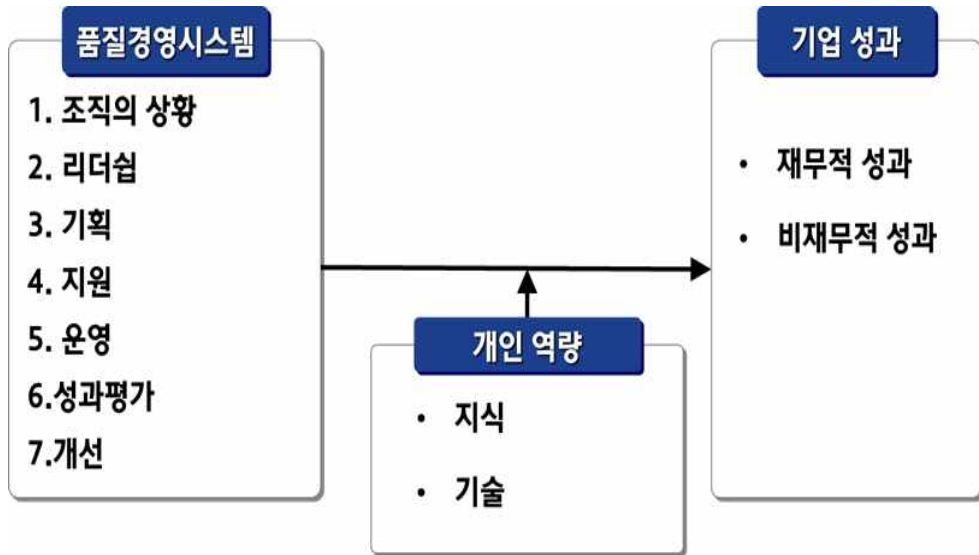 품질경영시스템
1. 조직의 상황
2. 리더쉽
3. 기획
4. 지원
5. 운영
6.성과평가
7.개선
개인 역량
• 지식
• 기술
기업 성과
• 재무적 성과
• 비재무적 성과